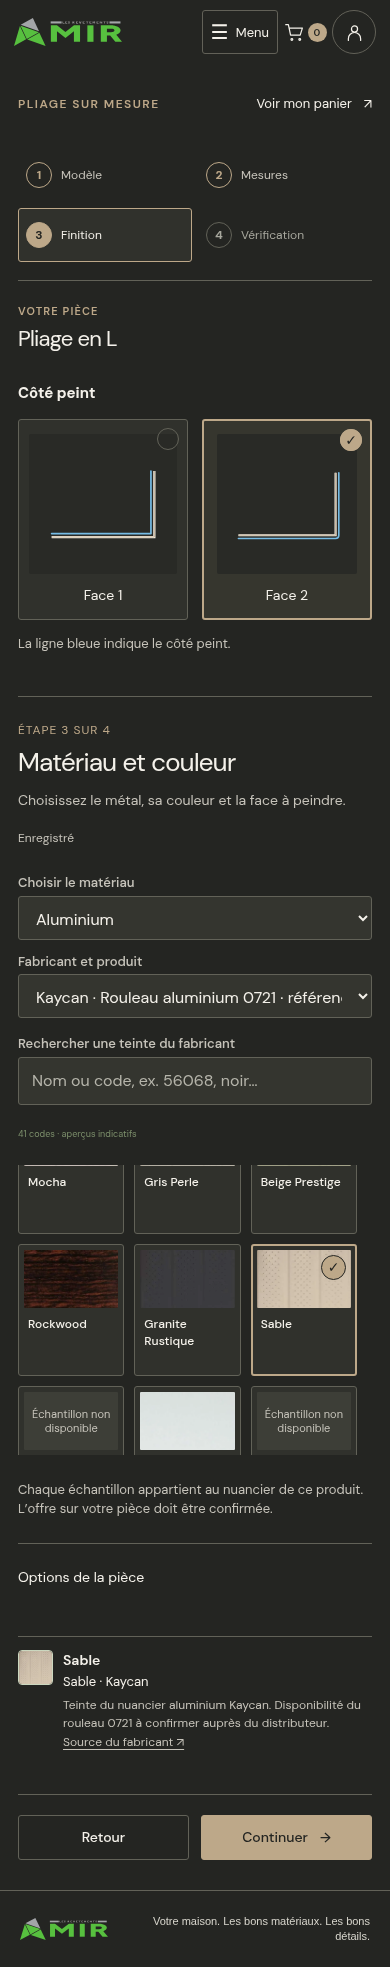 LES REVÊTEMENTS
AMIR
Menu
0
PLIAGE SUR MESURE
Voir mon panier ↗
1 Modèle
2 Mesures
3 Finition
4 Vérification
VOTRE PIÈCE
Pliage en L
Côté peint
✓
Face 1
Face 2
La ligne bleue indique le côté peint.
ÉTAPE 3 SUR 4
Matériau et couleur
Choisissez le métal, sa couleur et la face à peindre.
Enregistré
Choisir le matériau
Aluminium
Fabricant et produit
Kaycan · Rouleau aluminium 0721 · référen
Rechercher une teinte du fabricant
Nom ou code, ex. 56068, noir…
41 codes · aperçus indicatifs
Mocha
Gris Perle
Beige Prestige
✓
Rockwood
Granite
Rustique
Sable
Échantillon non
disponible
Échantillon non
disponible
Chaque échantillon appartient au nuancier de ce produit.
L’offre sur votre pièce doit être confirmée.
Options de la pièce
Sable
Sable · Kaycan
Teinte du nuancier aluminium Kaycan. Disponibilité du
rouleau 0721 à confirmer auprès du distributeur.
Source du fabricant ↗
Retour
Continuer →
LES REVÊTEMENTS
AMIR
Votre maison. Les bons matériaux. Les bons
détails.